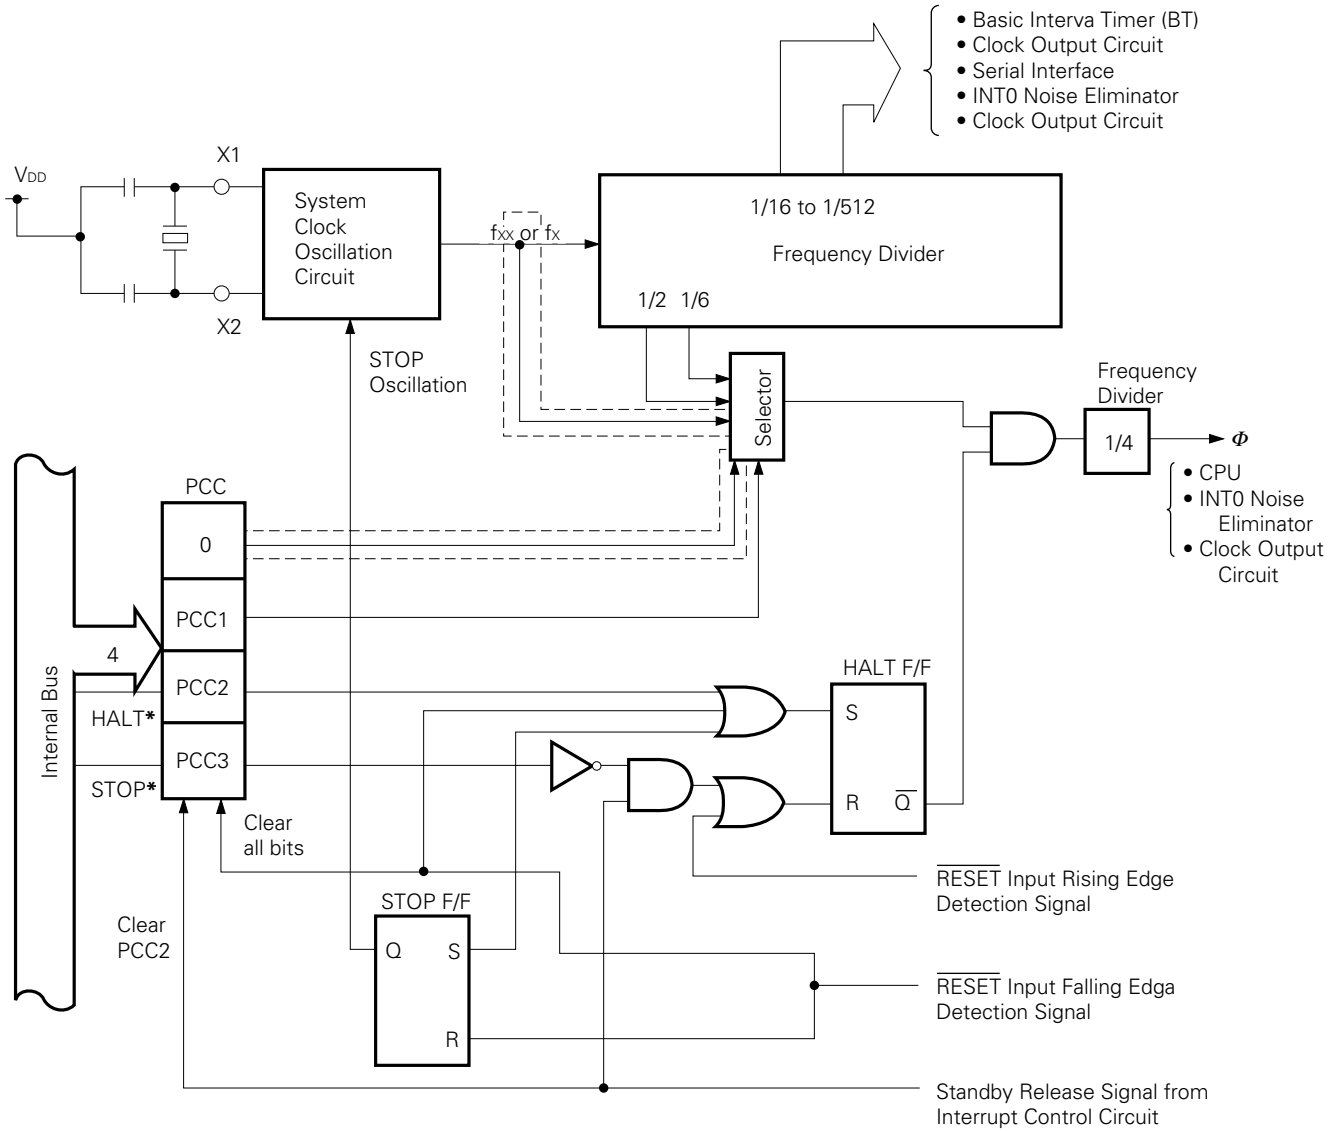 • Basic Interva Timer (BT)
• Clock Output Circuit
• Serial Interface
• INT0 Noise Eliminator
• Clock Output Circuit
VDD
X1
X2
System
Clock
Oscillation
Circuit
fXX or fX
1/16 to 1/512
Frequency Divider
1/2 1/6
STOP
Oscillation
Selector
Frequency
Divider
1/4
Φ
• CPU
• INT0 Noise
Eliminator
• Clock Output
Circuit
Internal Bus
4
PCC
0
PCC1
PCC2
PCC3
HALT*
STOP*
HALT F/F
S
R Q̅
Clear
all bits
Clear
PCC2
STOP F/F
Q S
R
R̅E̅S̅E̅T̅ Input Rising Edge
Detection Signal
R̅E̅S̅E̅T̅ Input Falling Edga
Detection Signal
Standby Release Signal from
Interrupt Control Circuit